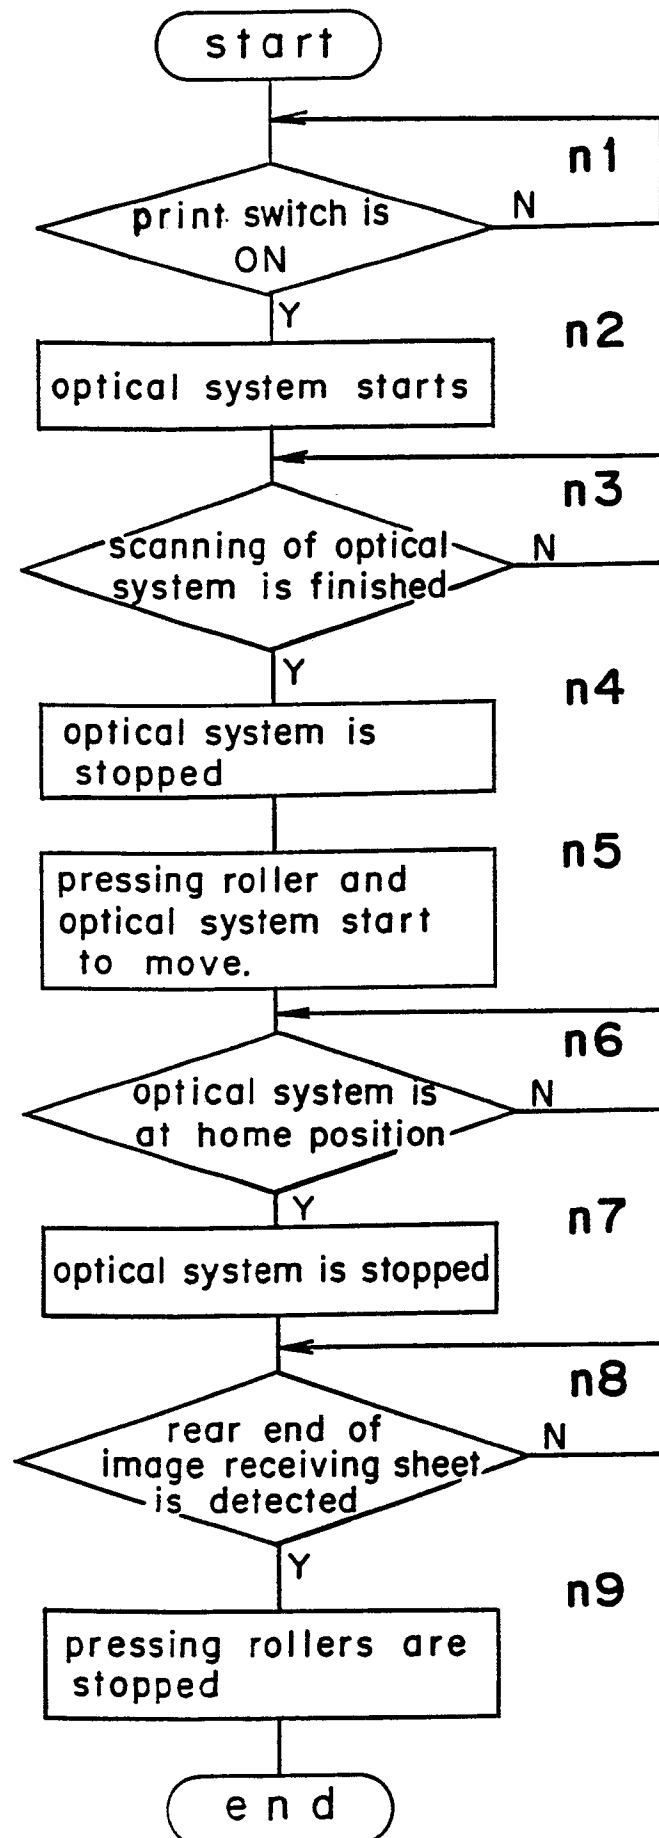 start
n1
print switch is
ON
N
Y
n2
optical system starts
n3
scanning of optical
system is finished
N
Y
n4
optical system is
stopped
n5
pressing roller and
optical system start
to move.
n6
optical system is
at home position
N
Y
n7
optical system is stopped
n8
rear end of
image receiving sheet
is detected
N
Y
n9
pressing rollers are
stopped
end